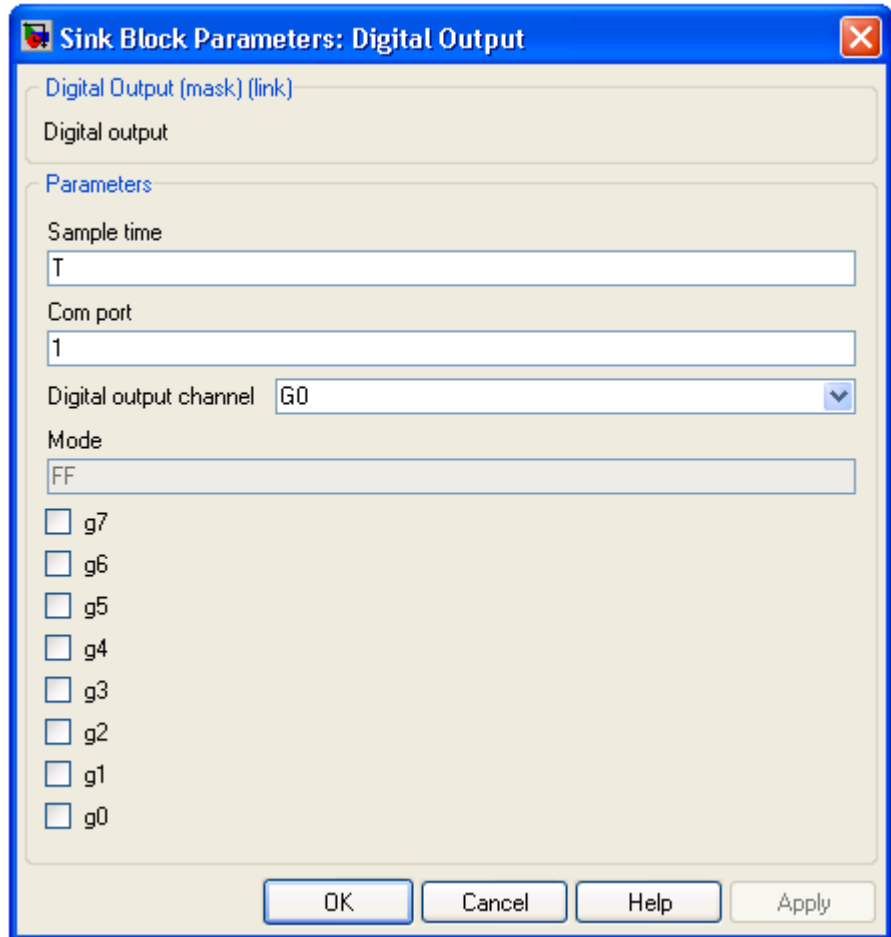 Sink Block Parameters: Digital Output
Digital Output (mask) (link)
Digital output
Parameters
Sample time
T
Com port
1
Digital output channel G0
Mode
FF
g7
g6
g5
g4
g3
g2
g1
g0
OK Cancel Help Apply